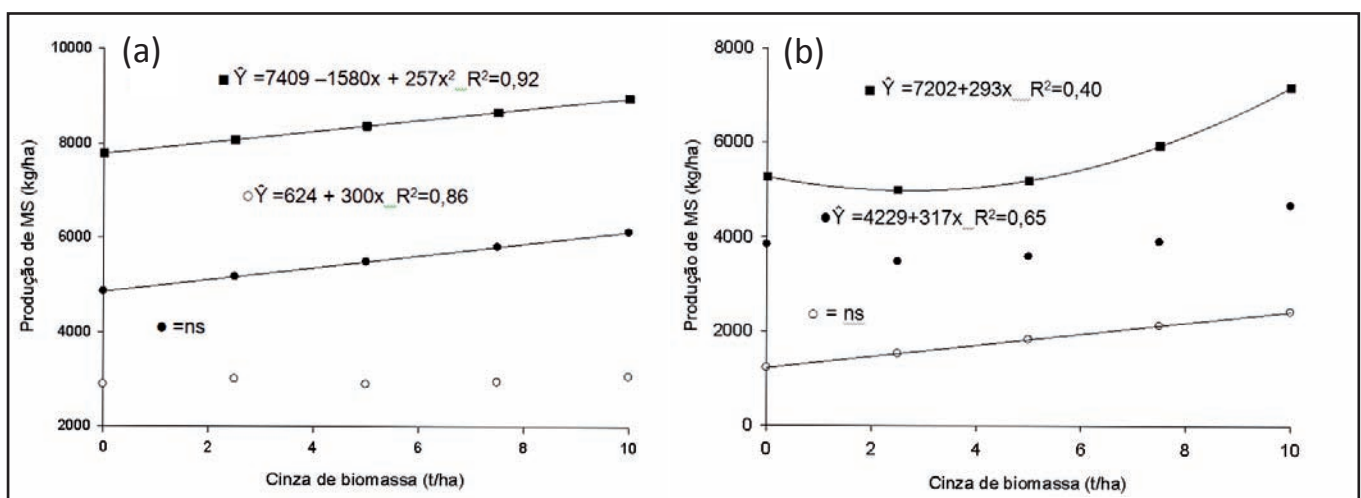 (a)
10000
8000
6000
4000
2000
Produção de MS (kg/ha)
■ Ŷ =7409 –1580x + 257x² R²=0,92
○Ŷ =624 + 300x R²=0,86
● =ns
0 2 4 6 8 10
Cinza de biomassa (t/ha)
(b)
8000
6000
4000
2000
0
Produção de MS (kg/ha)
■ Ŷ =7202+293x R²=0,40
● Ŷ =4229+317x R²=0,65
○ = ns
0 2 4 6 8 10
Cinza de biomassa (t/ha)